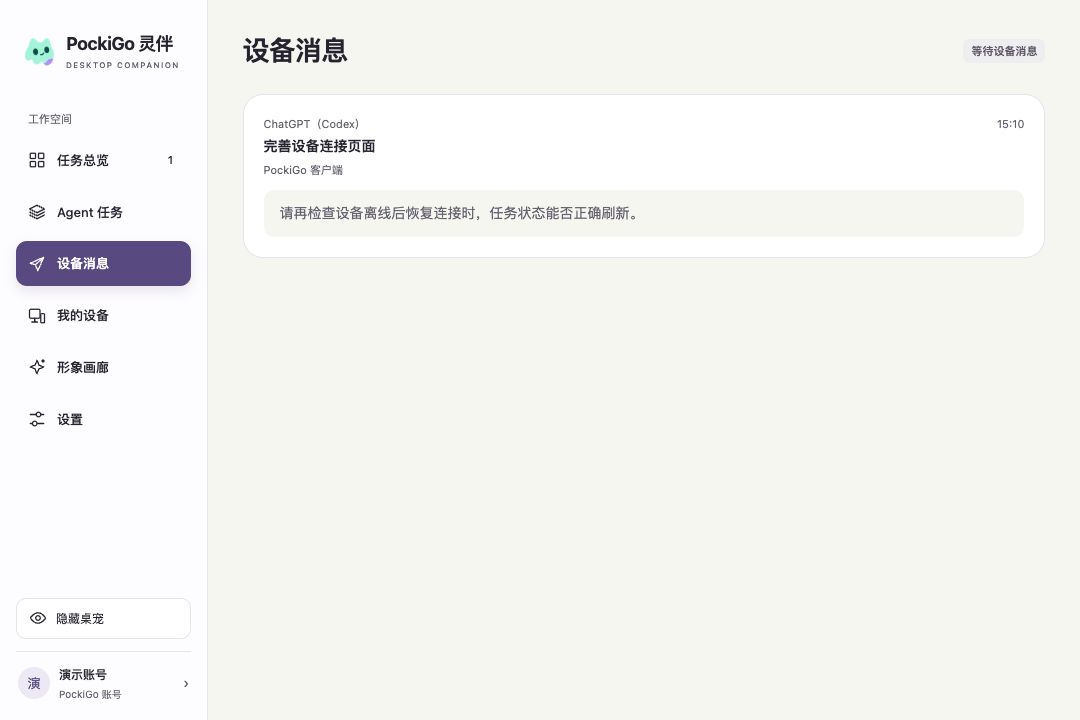 PockiGo 灵伴
DESKTOP COMPANION
工作空间
任务总览 1
Agent 任务
设备消息
我的设备
形象画廊
设置
隐藏桌宠
演
演示账号
PockiGo 账号
设备消息
等待设备消息
ChatGPT（Codex） 15:10
完善设备连接页面
PockiGo 客户端
请再检查设备离线后恢复连接时，任务状态能否正确刷新。